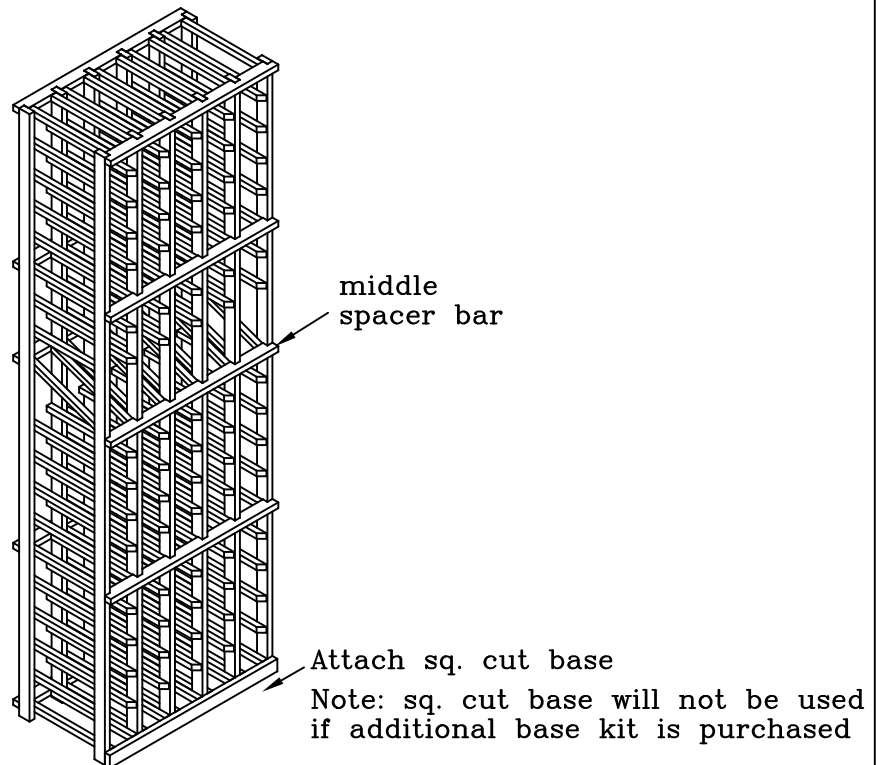 middle
spacer bar
Attach sq. cut base
Note: sq. cut base will not be used
if additional base kit is purchased